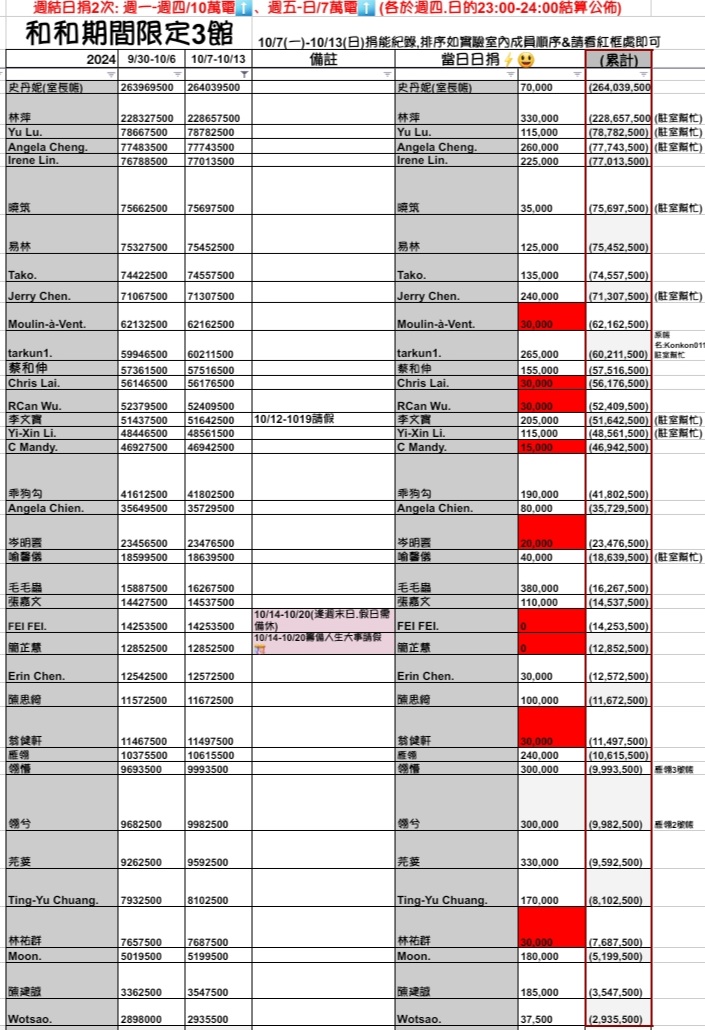 週結日捐2次: 週一-週四/10萬電⬆️、週五-日/7萬電⬆️ (各於週四.日的23:00-24:00結算公佈)
和和期間限定3館 10/7(一)-10/13(日)捐能紀錄,排序如實驗室內成員順序&請看紅框處即可
2024 9/30-10/6 10/7-10/13 備註 當日日捐⚡😃 (累計)
史丹妮(室長帳) 263969500 264039500 史丹妮(室長帳) 70,000 (264,039,500
林萍 228327500 228657500 林萍 330,000 (228,657,500 (駐室幫忙)
Yu Lu. 78667500 78782500 Yu Lu. 115,000 (78,782,500) (駐室幫忙)
Angela Cheng. 77483500 77743500 Angela Cheng. 260,000 (77,743,500) (駐室幫忙)
Irene Lin. 76788500 77013500 Irene Lin. 225,000 (77,013,500)
曉筑 75662500 75697500 曉筑 35,000 (75,697,500) (駐室幫忙)
易林 75327500 75452500 易林 125,000 (75,452,500)
Tako. 74422500 74557500 Tako. 135,000 (74,557,500)
Jerry Chen. 71067500 71307500 Jerry Chen. 240,000 (71,307,500) (駐室幫忙)
Moulin-à-Vent. 62132500 62162500 Moulin-à-Vent. 30,000 (62,162,500)
原帳
名:Konkon011
tarkun1. 59946500 60211500 tarkun1. 265,000 (60,211,500) 駐室幫忙
蔡和伸 57361500 57516500 蔡和伸 155,000 (57,516,500)
Chris Lai. 56146500 56176500 Chris Lai. 30,000 (56,176,500)
RCan Wu. 52379500 52409500 RCan Wu. 30,000 (52,409,500)
李文寶 51437500 51642500 10/12-1019請假 李文寶 205,000 (51,642,500) (駐室幫忙)
Yi-Xin Li. 48446500 48561500 Yi-Xin Li. 115,000 (48,561,500) (駐室幫忙)
C Mandy. 46927500 46942500 C Mandy. 15,000 (46,942,500)
乖狗勾 41612500 41802500 乖狗勾 190,000 (41,802,500)
Angela Chien. 35649500 35729500 Angela Chien. 80,000 (35,729,500)
岑明雲 23456500 23476500 岑明雲 20,000 (23,476,500)
喻馨儀 18599500 18639500 喻馨儀 40,000 (18,639,500) (駐室幫忙)
毛毛蟲 15887500 16267500 毛毛蟲 380,000 (16,267,500)
張嘉文 14427500 14537500 張嘉文 110,000 (14,537,500)
10/14-10/20(逢週末日.假日需
FEI FEI. 14253500 14253500 備休) FEI FEI. 0 (14,253,500)
10/14-10/20籌備人生大事請假
簡芷慧 12852500 12852500 簡芷慧 0 (12,852,500)
Erin Chen. 12542500 12572500 Erin Chen. 30,000 (12,572,500)
顏思綺 11572500 11672500 顏思綺 100,000 (11,672,500)
翁健軒 11467500 11497500 翁健軒 30,000 (11,497,500)
雁翎 10375500 10615500 雁翎 240,000 (10,615,500)
翎懵 9693500 9993500 翎懵 300,000 (9,993,500) 雁翎3號帳
翎兮 9682500 9982500 翎兮 300,000 (9,982,500) 雁翎2號帳
芫荽 9262500 9592500 芫荽 330,000 (9,592,500)
Ting-Yu Chuang. 7932500 8102500 Ting-Yu Chuang. 170,000 (8,102,500)
林祐群 7657500 7687500 林祐群 30,000 (7,687,500)
Moon. 5019500 5199500 Moon. 180,000 (5,199,500)
3362500 3547500 185,000 (3,547,500)
Wotsao. 2898000 2935500 Wotsao. 37,500 (2,935,500)